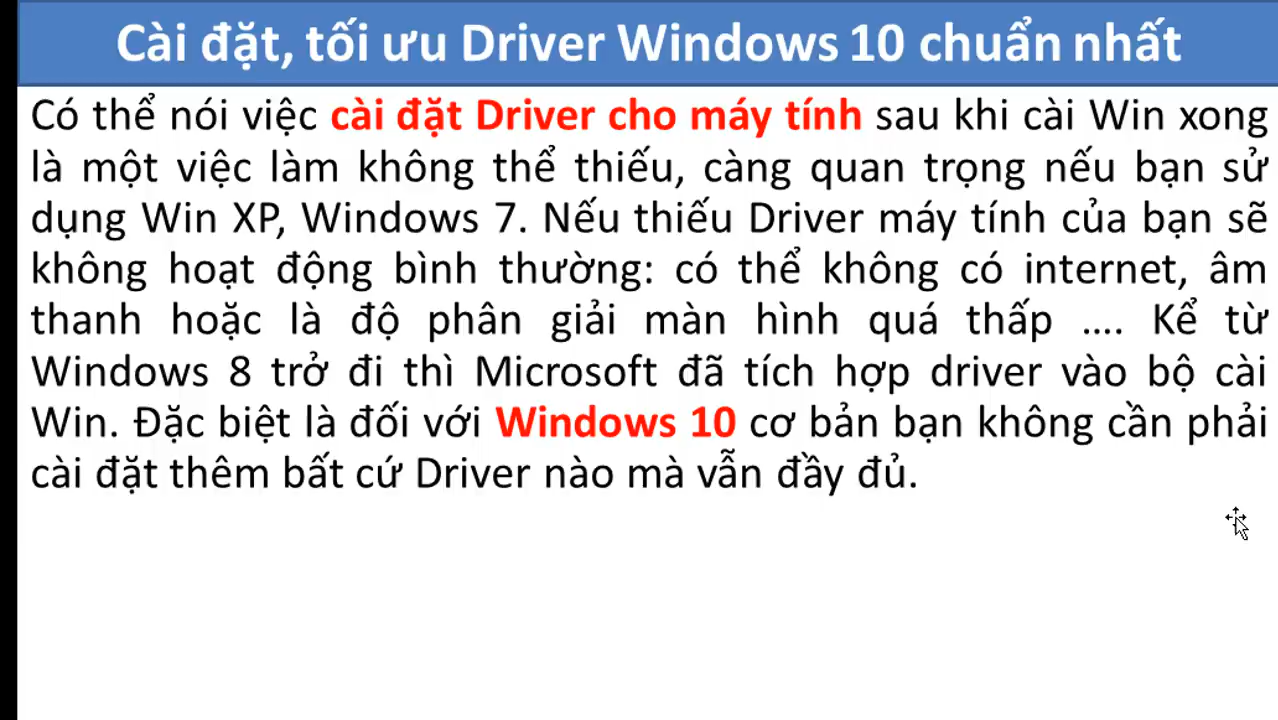 Cài đặt, tối ưu Driver Windows 10 chuẩn nhất
Có thể nói việc cài đặt Driver cho máy tính sau khi cài Win xong
là một việc làm không thể thiếu, càng quan trọng nếu bạn sử
dụng Win XP, Windows 7. Nếu thiếu Driver máy tính của bạn sẽ
không hoạt động bình thường: có thể không có internet, âm
thanh hoặc là độ phân giải màn hình quá thấp .... Kể từ
Windows 8 trở đi thì Microsoft đã tích hợp driver vào bộ cài
Win. Đặc biệt là đối với Windows 10 cơ bản bạn không cần phải
cài đặt thêm bất cứ Driver nào mà vẫn đầy đủ.